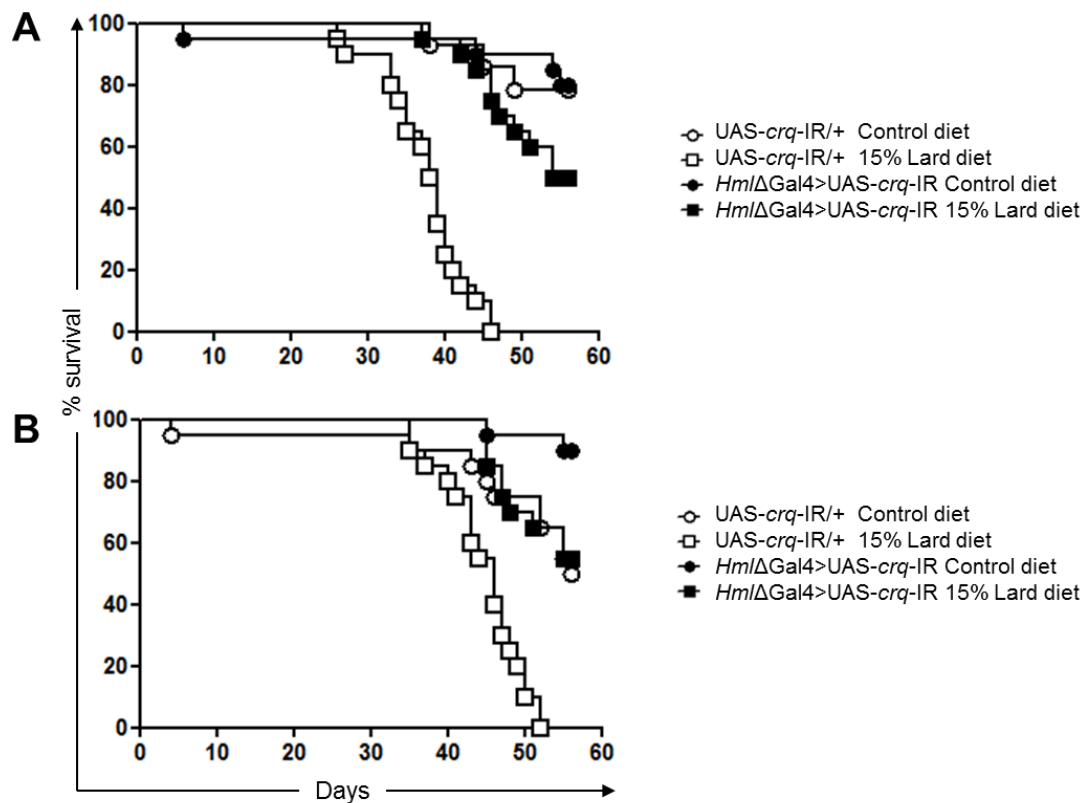 A
100
80
60
40
20
0
0 10 20 30 40 50 60
UAS-crq-IR/+ Control diet
UAS-crq-IR/+ 15% Lard diet
HmlΔGal4>UAS-crq-IR Control diet
HmlΔGal4>UAS-crq-IR 15% Lard diet
% survival
B
100
80
60
40
20
0
0 10 20 30 40 50 60
UAS-crq-IR/+ Control diet
UAS-crq-IR/+ 15% Lard diet
HmlΔGal4>UAS-crq-IR Control diet
HmlΔGal4>UAS-crq-IR 15% Lard diet
Days